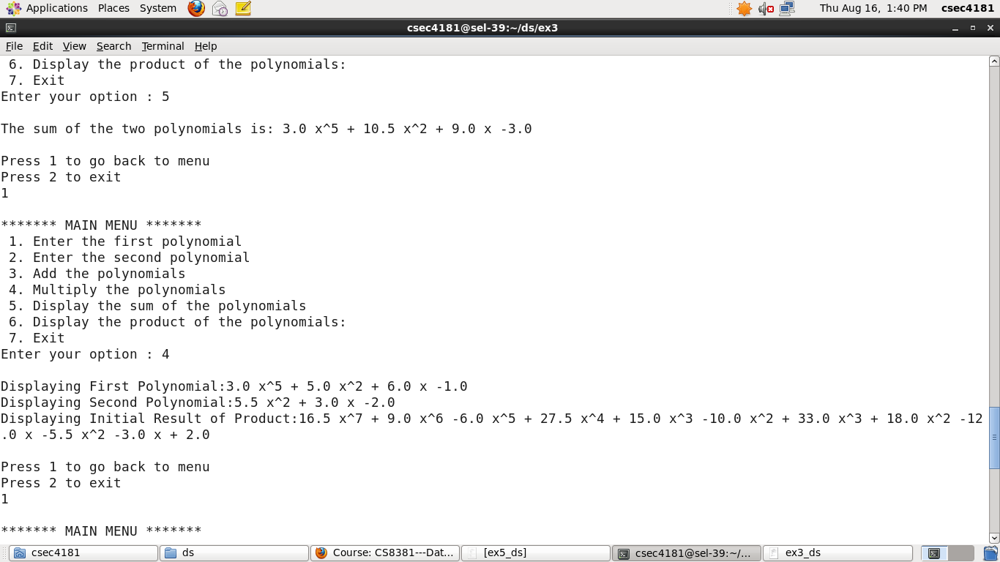 Applications Places System Thu Aug 16, 1:40 PM csec4181
csec4181@sel-39:~/ds/ex3
File Edit View Search Terminal Help
 6. Display the product of the polynomials:
 7. Exit
Enter your option : 5
The sum of the two polynomials is: 3.0 x^5 + 10.5 x^2 + 9.0 x -3.0
Press 1 to go back to menu
Press 2 to exit
1
******* MAIN MENU *******
 1. Enter the first polynomial
 2. Enter the second polynomial
 3. Add the polynomials
 4. Multiply the polynomials
 5. Display the sum of the polynomials
 6. Display the product of the polynomials:
 7. Exit
Enter your option : 4
Displaying First Polynomial:3.0 x^5 + 5.0 x^2 + 6.0 x -1.0
Displaying Second Polynomial:5.5 x^2 + 3.0 x -2.0
Displaying Initial Result of Product:16.5 x^7 + 9.0 x^6 -6.0 x^5 + 27.5 x^4 + 15.0 x^3 -10.0 x^2 + 33.0 x^3 + 18.0 x^2 -12
.0 x -5.5 x^2 -3.0 x + 2.0
Press 1 to go back to menu
Press 2 to exit
1
******* MAIN MENU *******
csec4181 ds Course: CS8381---Dat... [ex5_ds] csec4181@sel-39:~/... ex3_ds